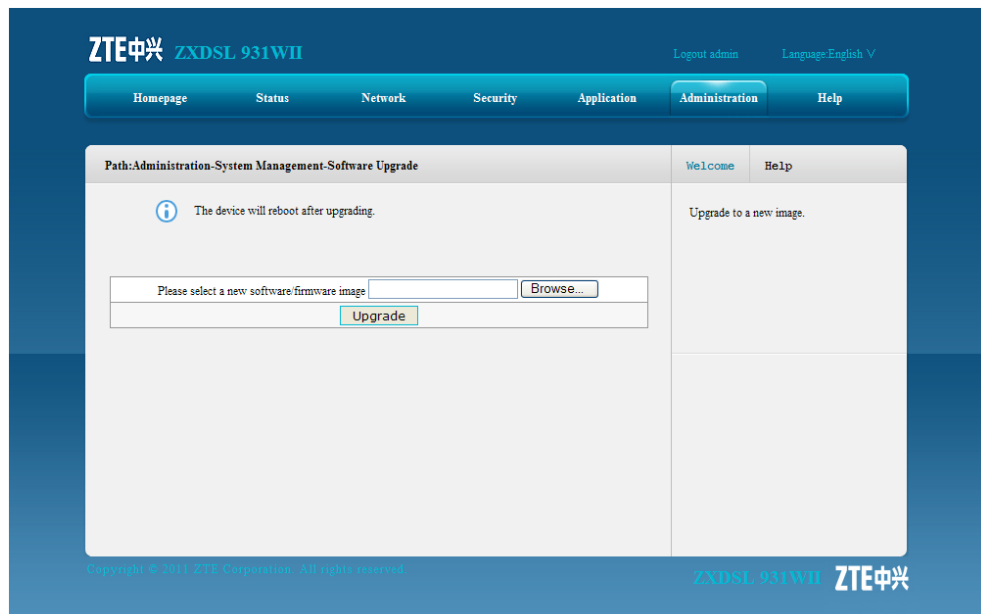 ZTE中兴 ZXDSL 931WII
Logout admin Language:English V
Homepage Status Network Security Application Administration Help
Path:Administration-System Management-Software Upgrade
Welcome Help
The device will reboot after upgrading.
Upgrade to a new image.
Please select a new software/firmware image Browse...
Upgrade
Copyright © 2011 ZTE Corporation. All rights reserved.
ZXDSL 931WII ZTE中兴